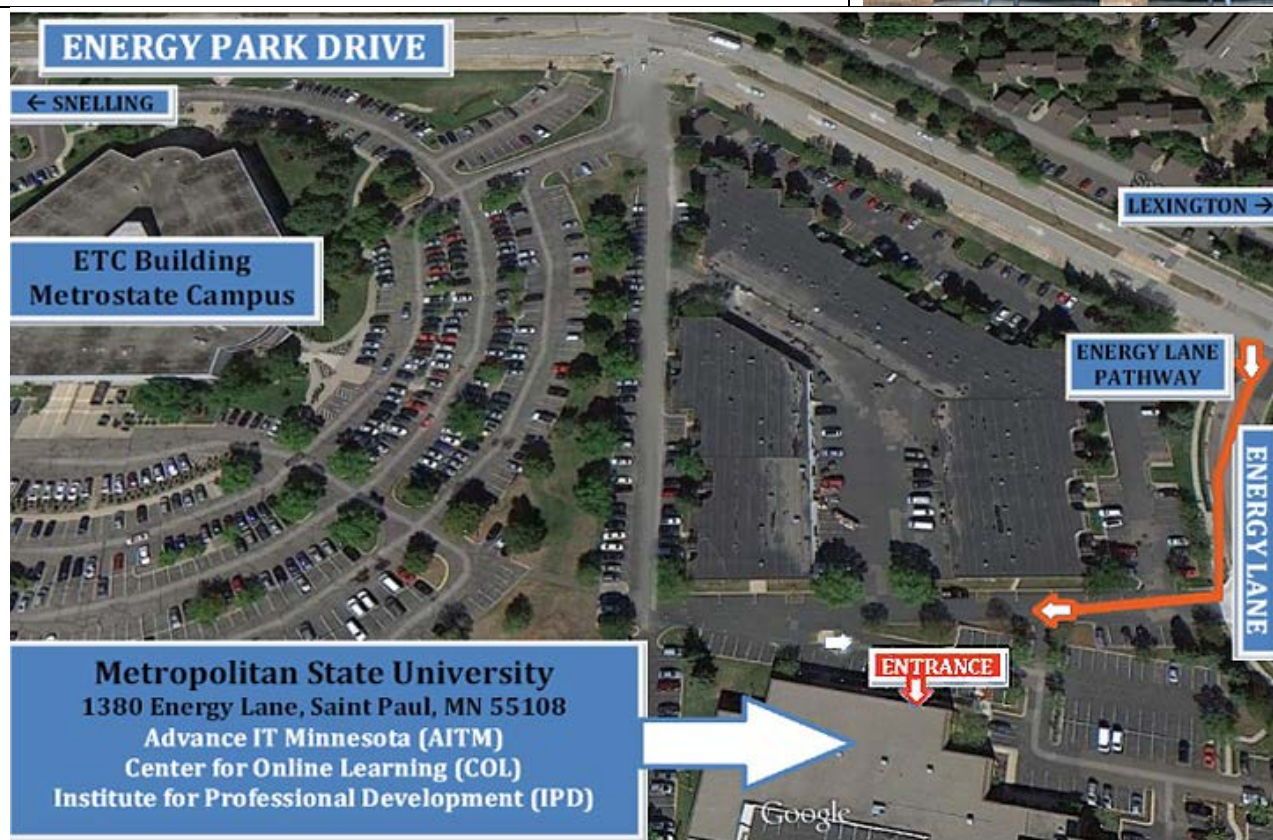 ENERGY PARK DRIVE
← SNELLING
LEXINGTON →
ETC Building
Metrostate Campus
ENERGY LANE
PATHWAY
ENERGY LANE
ENTRANCE
Metropolitan State University
1380 Energy Lane, Saint Paul, MN 55108
Advance IT Minnesota (AITM)
Center for Online Learning (COL)
Institute for Professional Development (IPD)
Google